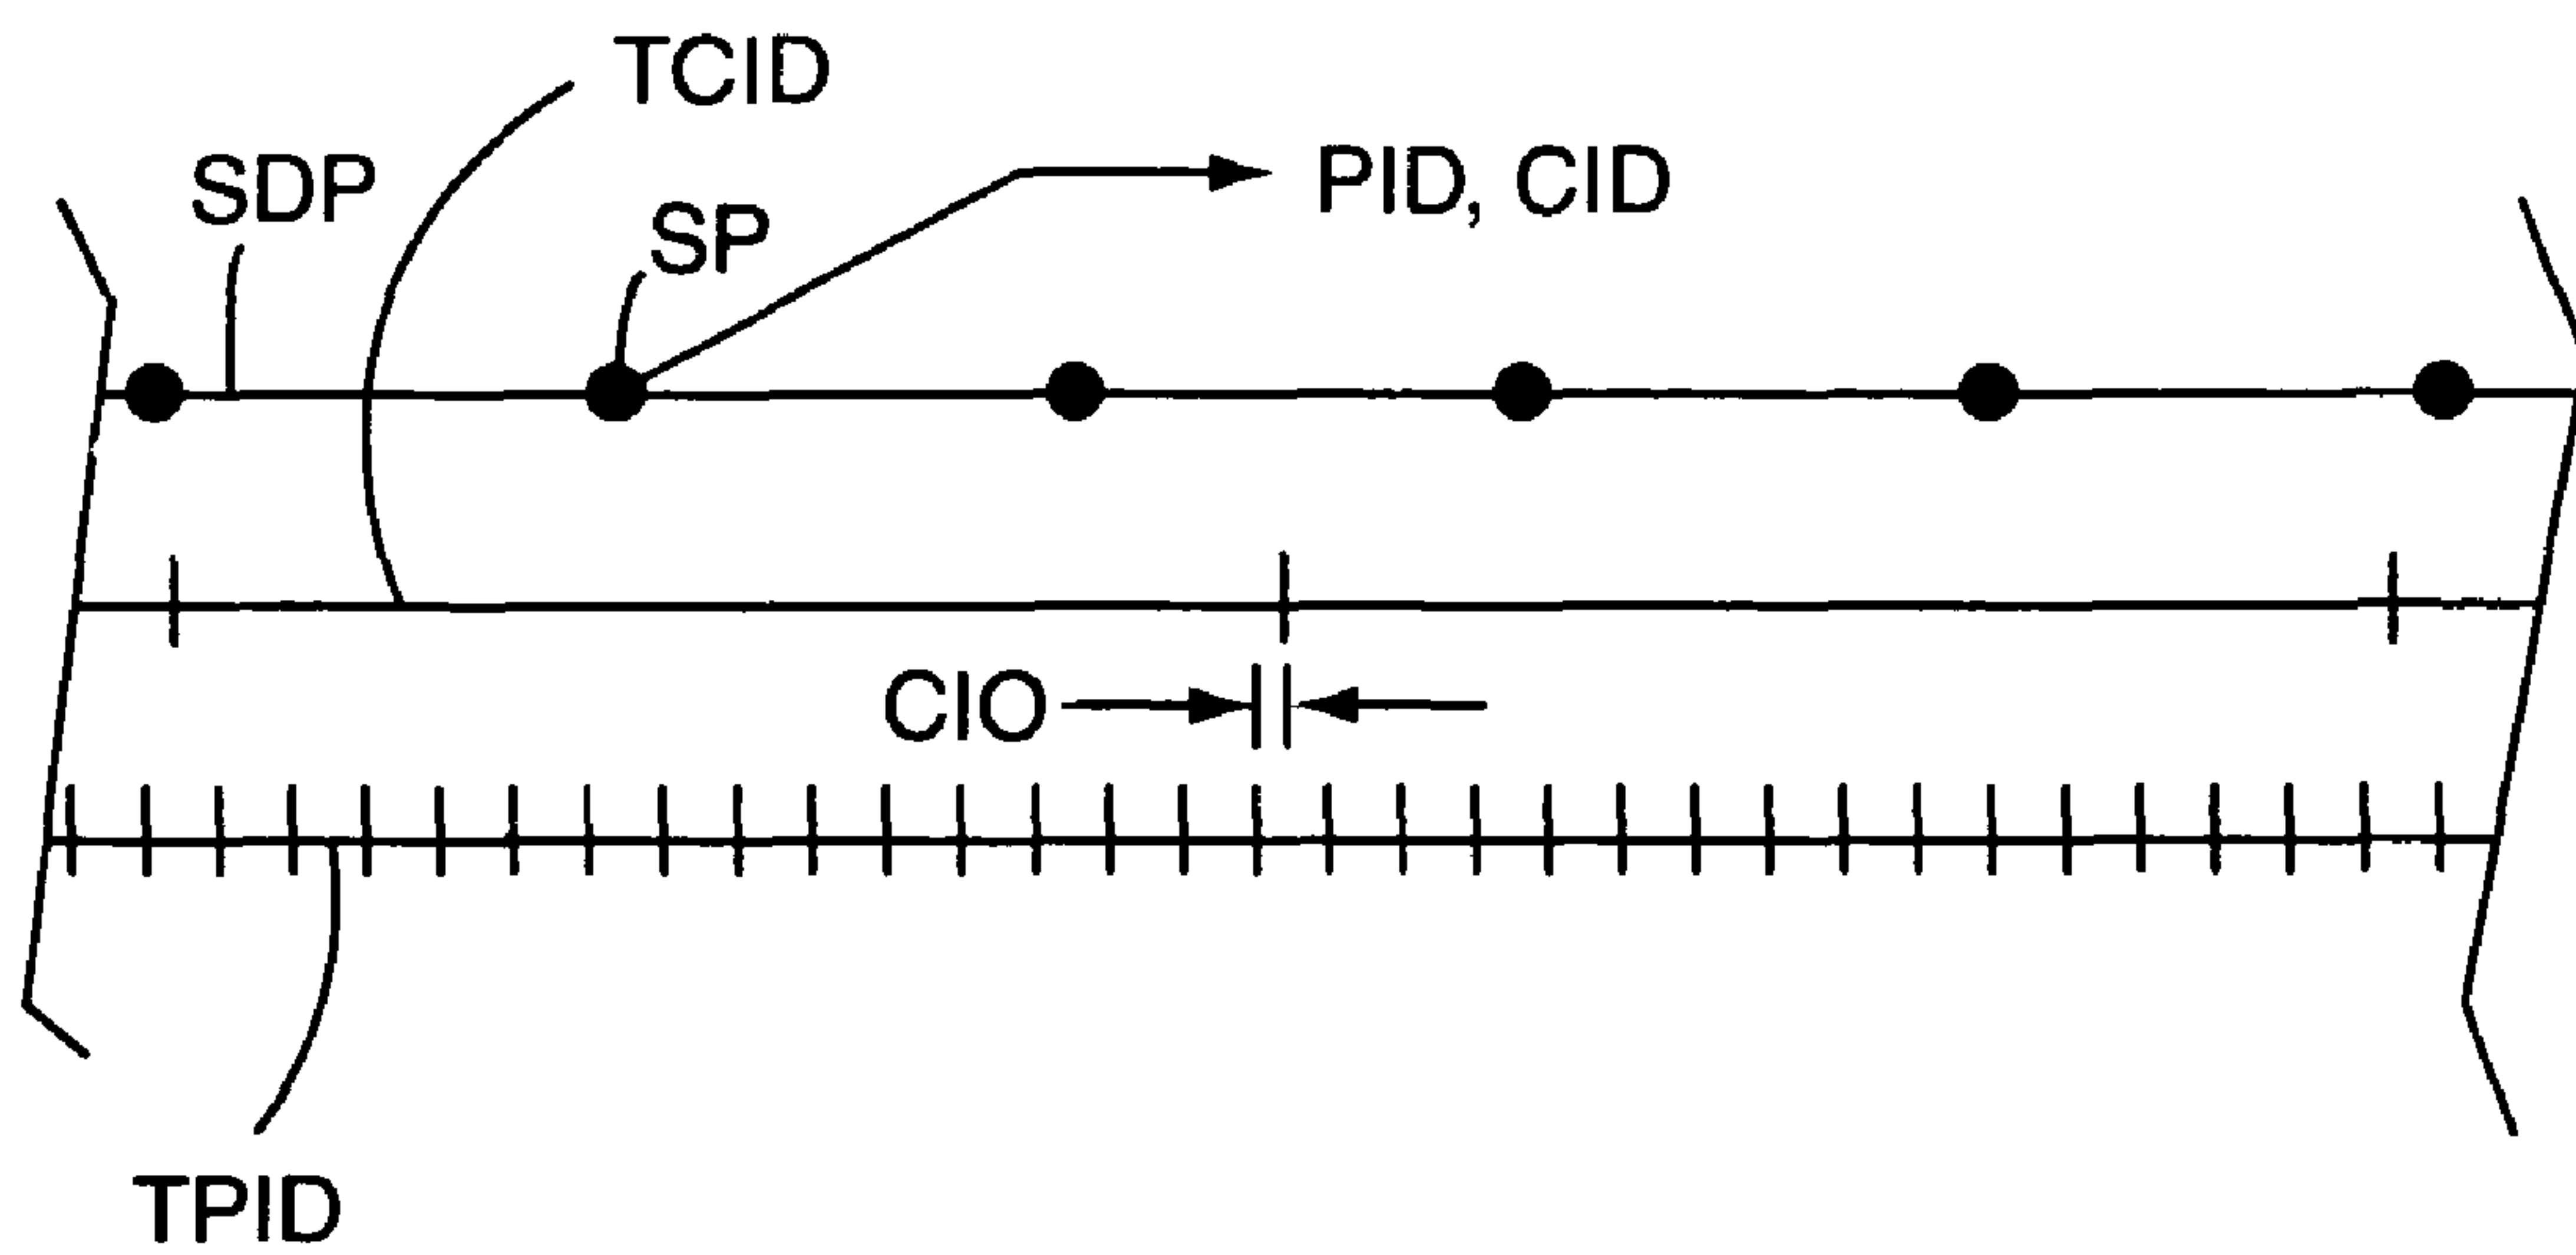 TCID
SDP
PID, CID
SP
CIO
TPID